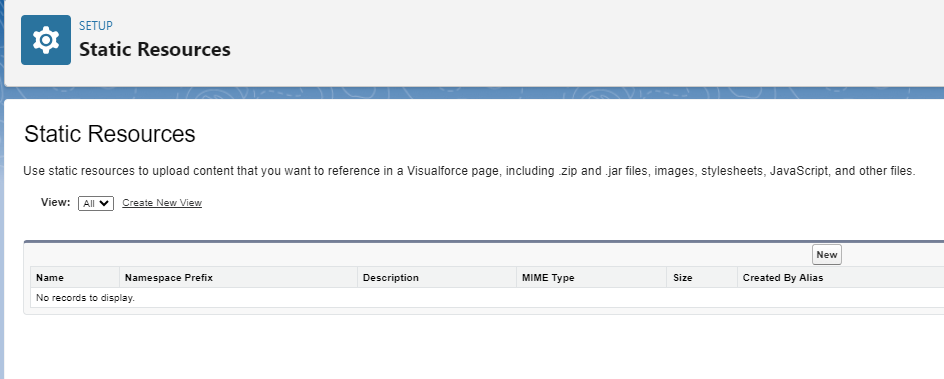 SETUP
Static Resources
Static Resources
Use static resources to upload content that you want to reference in a Visualforce page, including .zip and .jar files, images, stylesheets, JavaScript, and other files.
View: All Create New View
New
Name Namespace Prefix Description MIME Type Size Created By Alias
No records to display.